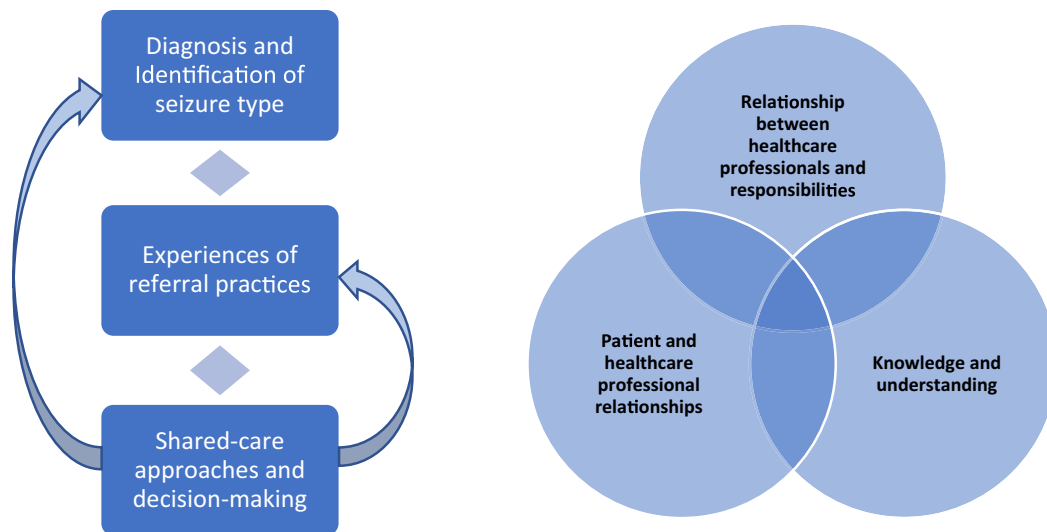 Diagnosis and
Identification of
seizure type
Experiences of
referral practices
Shared-care
approaches and
decision-making
Relationship
between
healthcare
professionals and
responsibilities
Patient and
healthcare
professional
relationships
Knowledge and
understanding